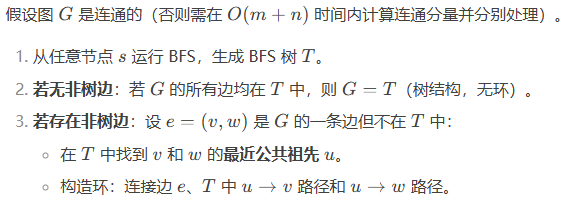 假设图 G 是连通的（否则需在 O(m + n) 时间内计算连通分量并分别处理）。
1. 从任意节点 s 运行 BFS，生成 BFS 树 T。
2. 若无非树边：若 G 的所有边均在 T 中，则 G = T（树结构，无环）。
3. 若存在非树边：设 e = (v, w) 是 G 的一条边但不在 T 中：
○ 在 T 中找到 v 和 w 的最近公共祖先 u。
○ 构造环：连接边 e、T 中 u → v 路径和 u → w 路径。